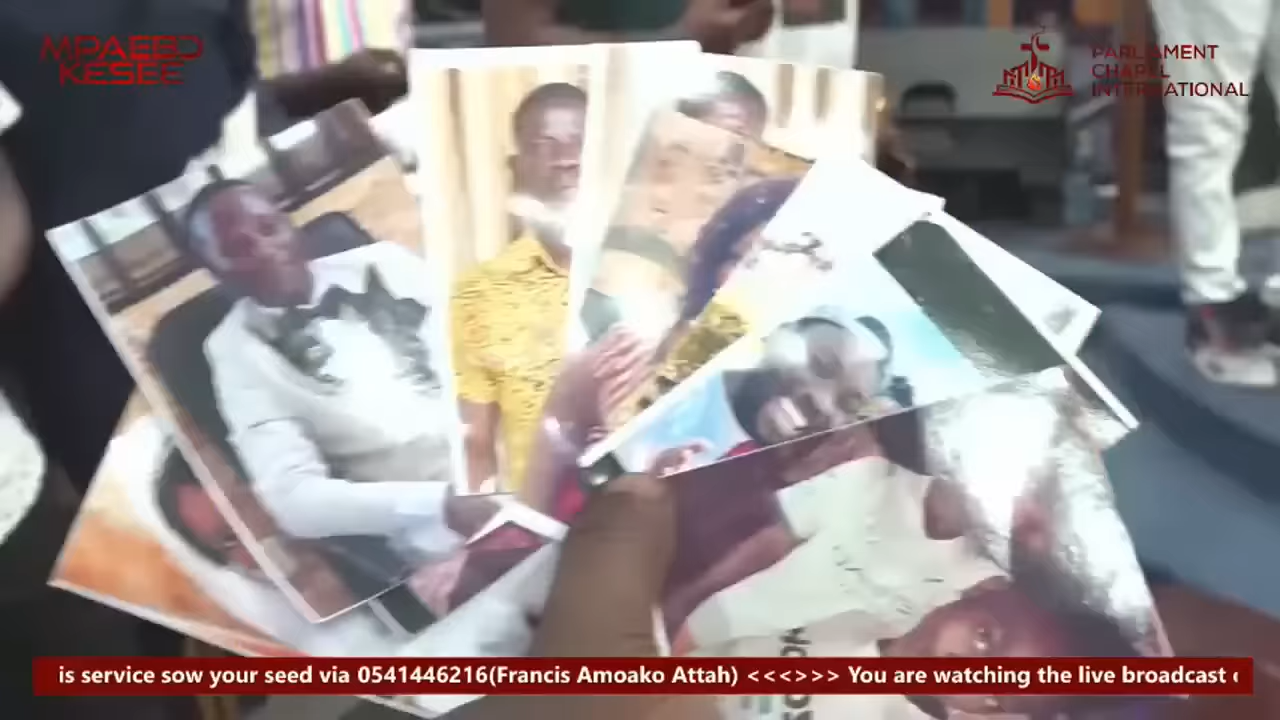 MPAEBO
KESEE
PARLIAMENT
CHAPEL
INTERNATIONAL
is service sow your seed via 0541446216(Francis Amoako Attah) <<<>>> You are watching the live broadcast